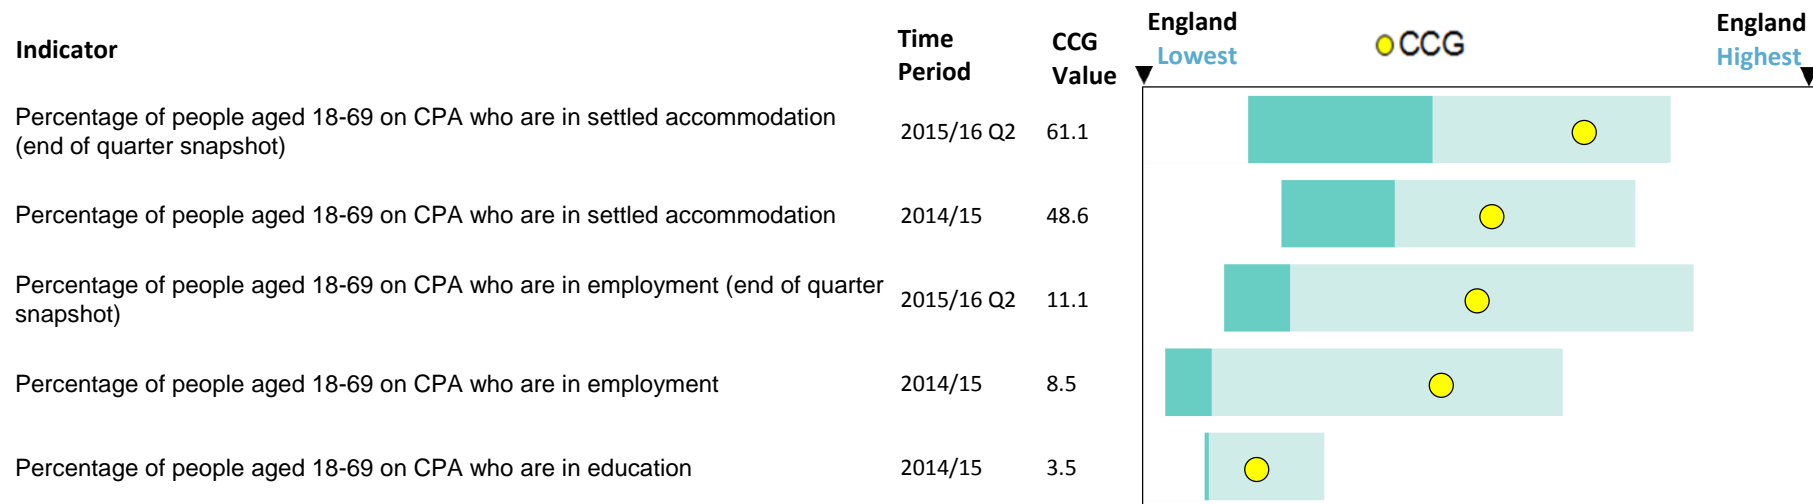 Indicator
Time
Period
CCG
Value
England
Lowest
CCG
England
Highest
Percentage of people aged 18-69 on CPA who are in settled accommodation
(end of quarter snapshot)
2015/16 Q2
61.1
Percentage of people aged 18-69 on CPA who are in settled accommodation
2014/15
48.6
Percentage of people aged 18-69 on CPA who are in employment (end of quarter
snapshot)
2015/16 Q2
11.1
Percentage of people aged 18-69 on CPA who are in employment
2014/15
8.5
Percentage of people aged 18-69 on CPA who are in education
2014/15
3.5